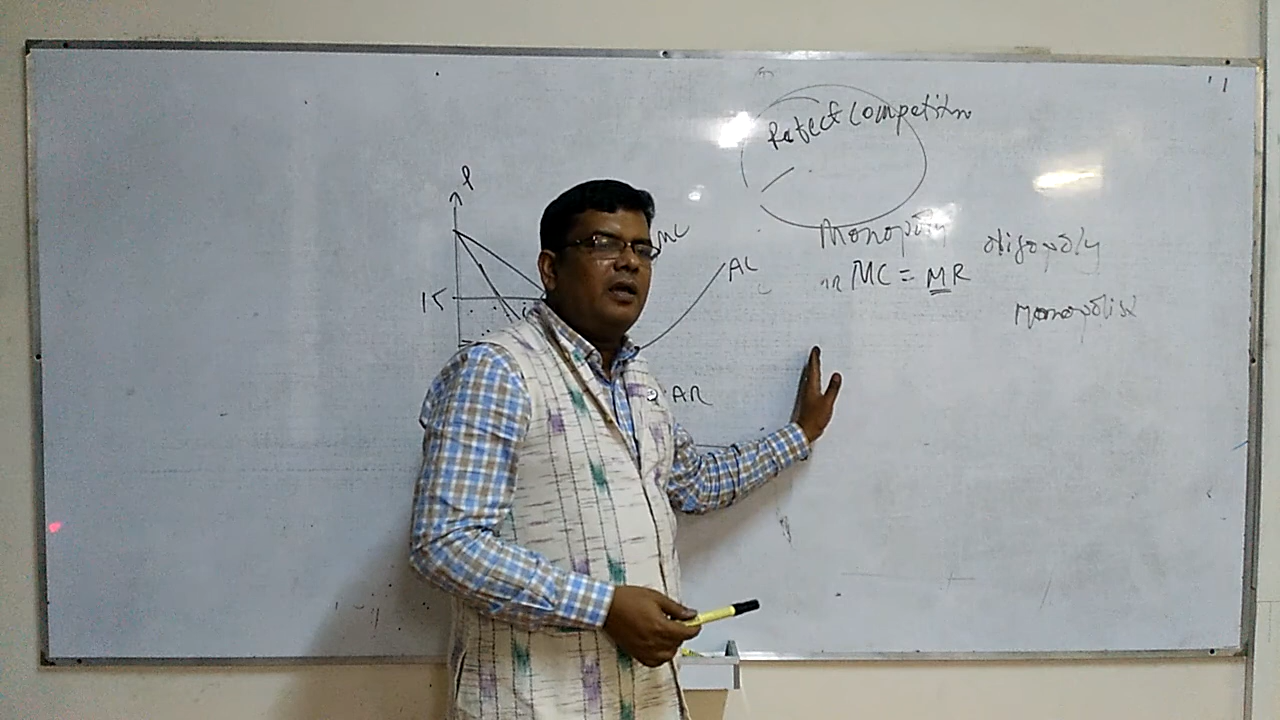 Perfect Competition
P
MC
Monopoly
oligopoly
AC
MC = MR
15
Monopolist
AR